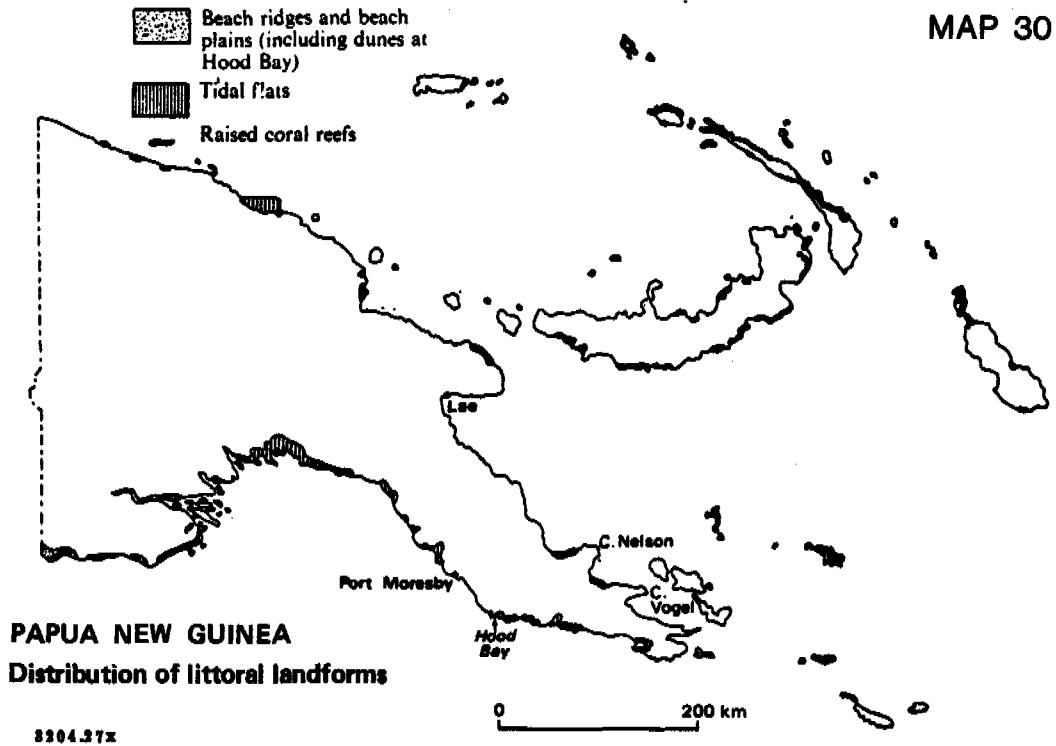 Beach ridges and beach
plains (including dunes at
Hood Bay)
MAP 30
Tidal flats
Raised coral reefs
Lae
C. Nelson
Port Moresby
C.
Vogel
Hood
Bay
PAPUA NEW GUINEA
Distribution of littoral landforms
0 200 km
3204.27x